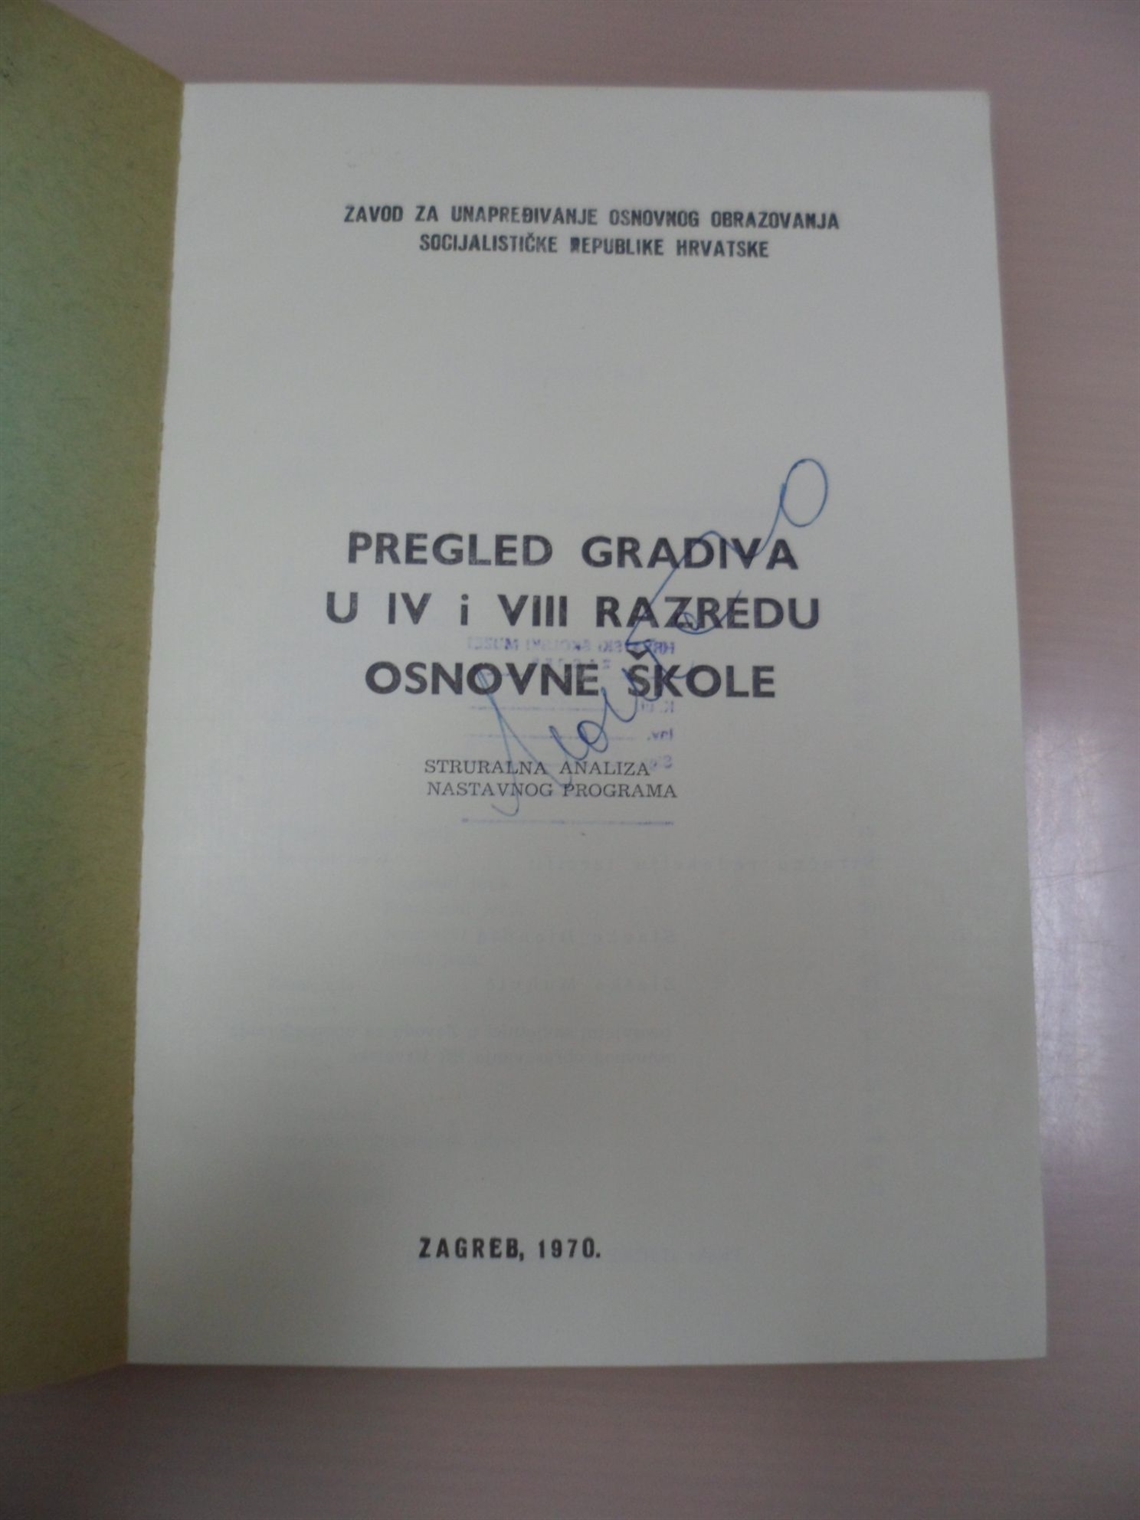 ZAVOD ZA UNAPREĐIVANJE OSNOVNOG OBRAZOVANJA
SOCIJALISTIČKE REPUBLIKE HRVATSKE
PREGLED GRADIVA
U IV i VIII RAZREDU
OSNOVNE ŠKOLE
STRURALNA ANALIZA
NASTAVNOG PROGRAMA
ZAGREB, 1970.